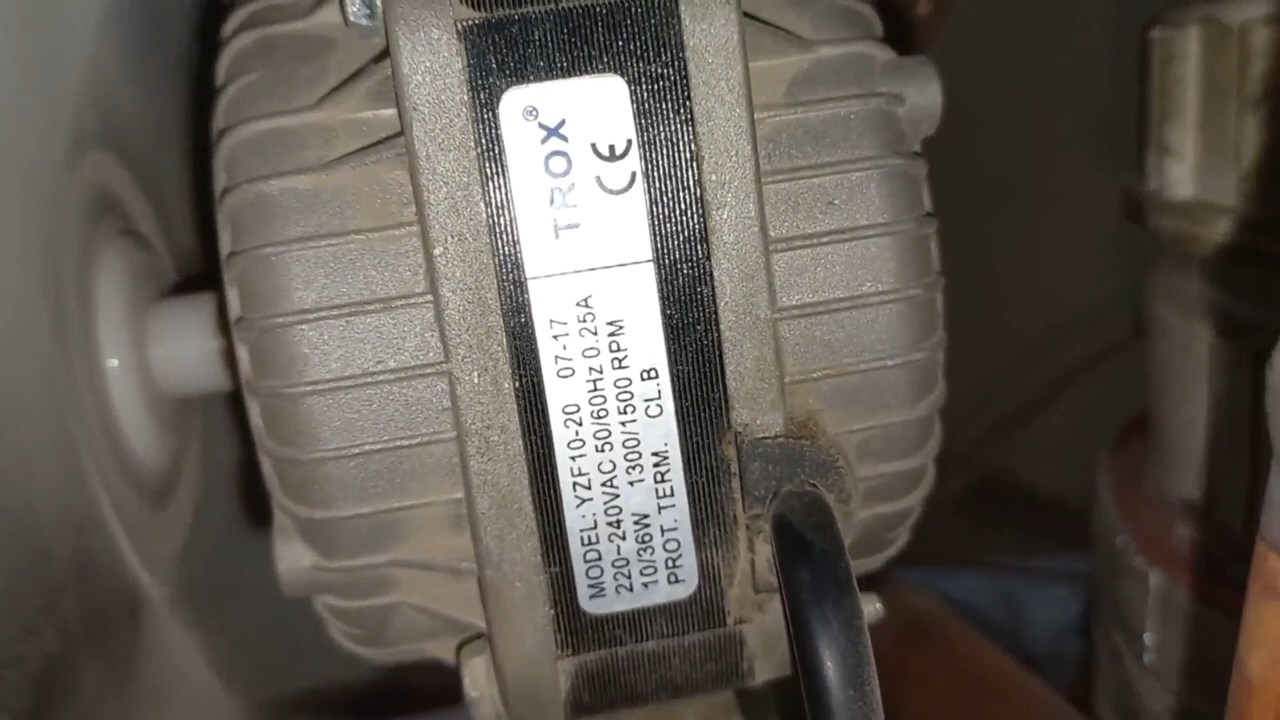 TROX®
CE
MODEL: YZF10-20 07-17
220~240VAC 50/60Hz 0.25A
10/36W 1300/1500 RPM
PROT. TERM. CL.B